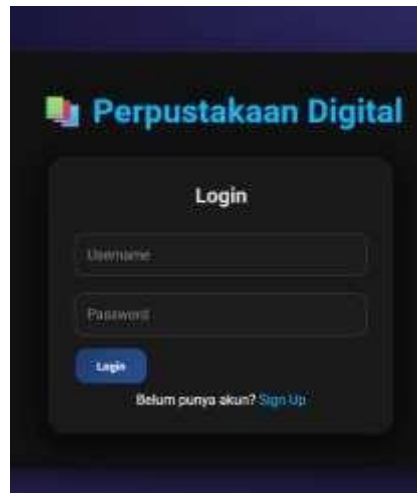 Perpustakaan Digital
Login
Username
Password
Login
Belum punya akun? Sign Up